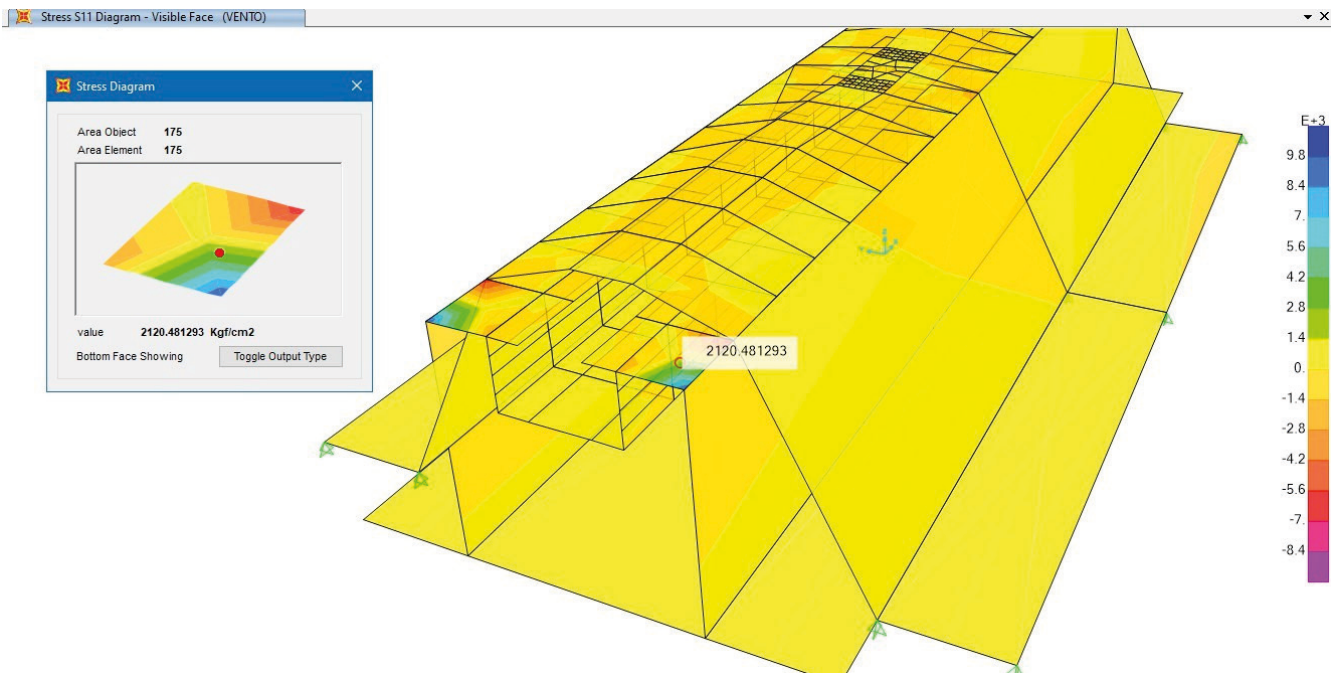 Stress S11 Diagram - Visible Face (VENTO)
Stress Diagram
Area Object 175
Area Element 175
value 2120.481293 Kgf/cm2
Bottom Face Showing Toggle Output Type
2120.481293
E+3
9.8
8.4
7.
5.6
4.2
2.8
1.4
0.
-1.4
-2.8
-4.2
-5.6
-7.
-8.4